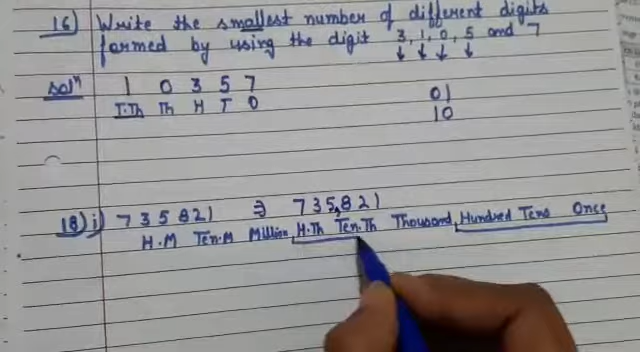 16) Write the smallest number of different digits
formed by using the digit 3, 1, 0, 5 and 7
Solⁿ 1 0 3 5 7
T.Th Th H T O
01
10
18) i) 7 3 5 8 2 1 ⇒ 7 3 5,8 2 1
H.M Ten.M Million H.Th Ten.Th Thousand Hundred Tens Once